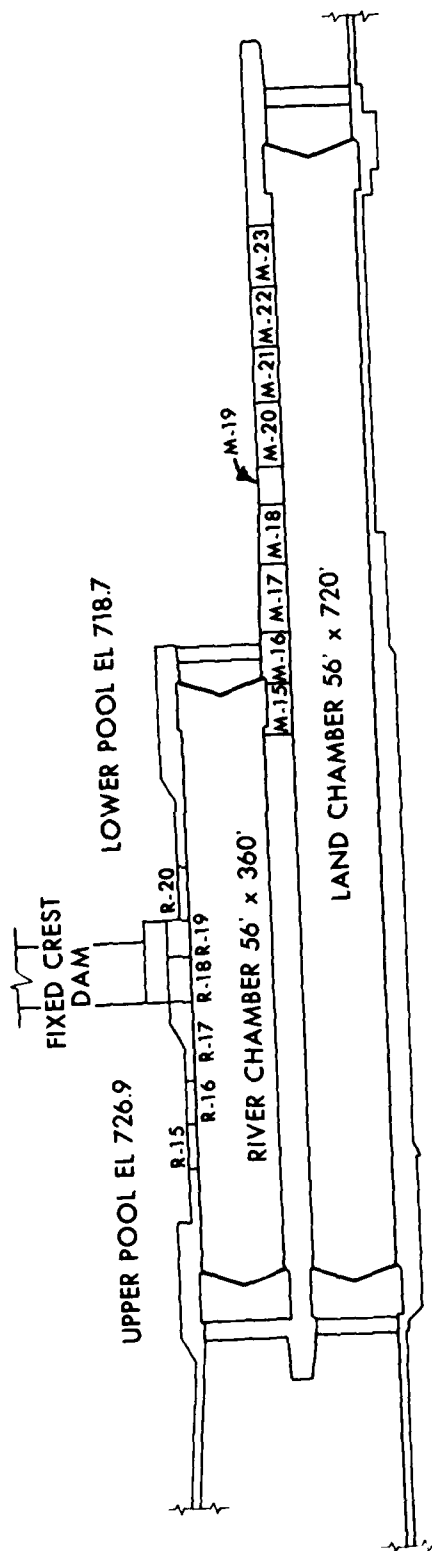 UPPER POOL EL 726.9
FIXED CREST
DAM
LOWER POOL EL 718.7
R-15
R-16
R-17
R-18
R-19
R-20
RIVER CHAMBER 56' x 360'
M-15
M-16
M-17
M-18
M-19
M-20
M-21
M-22
M-23
LAND CHAMBER 56' x 720'